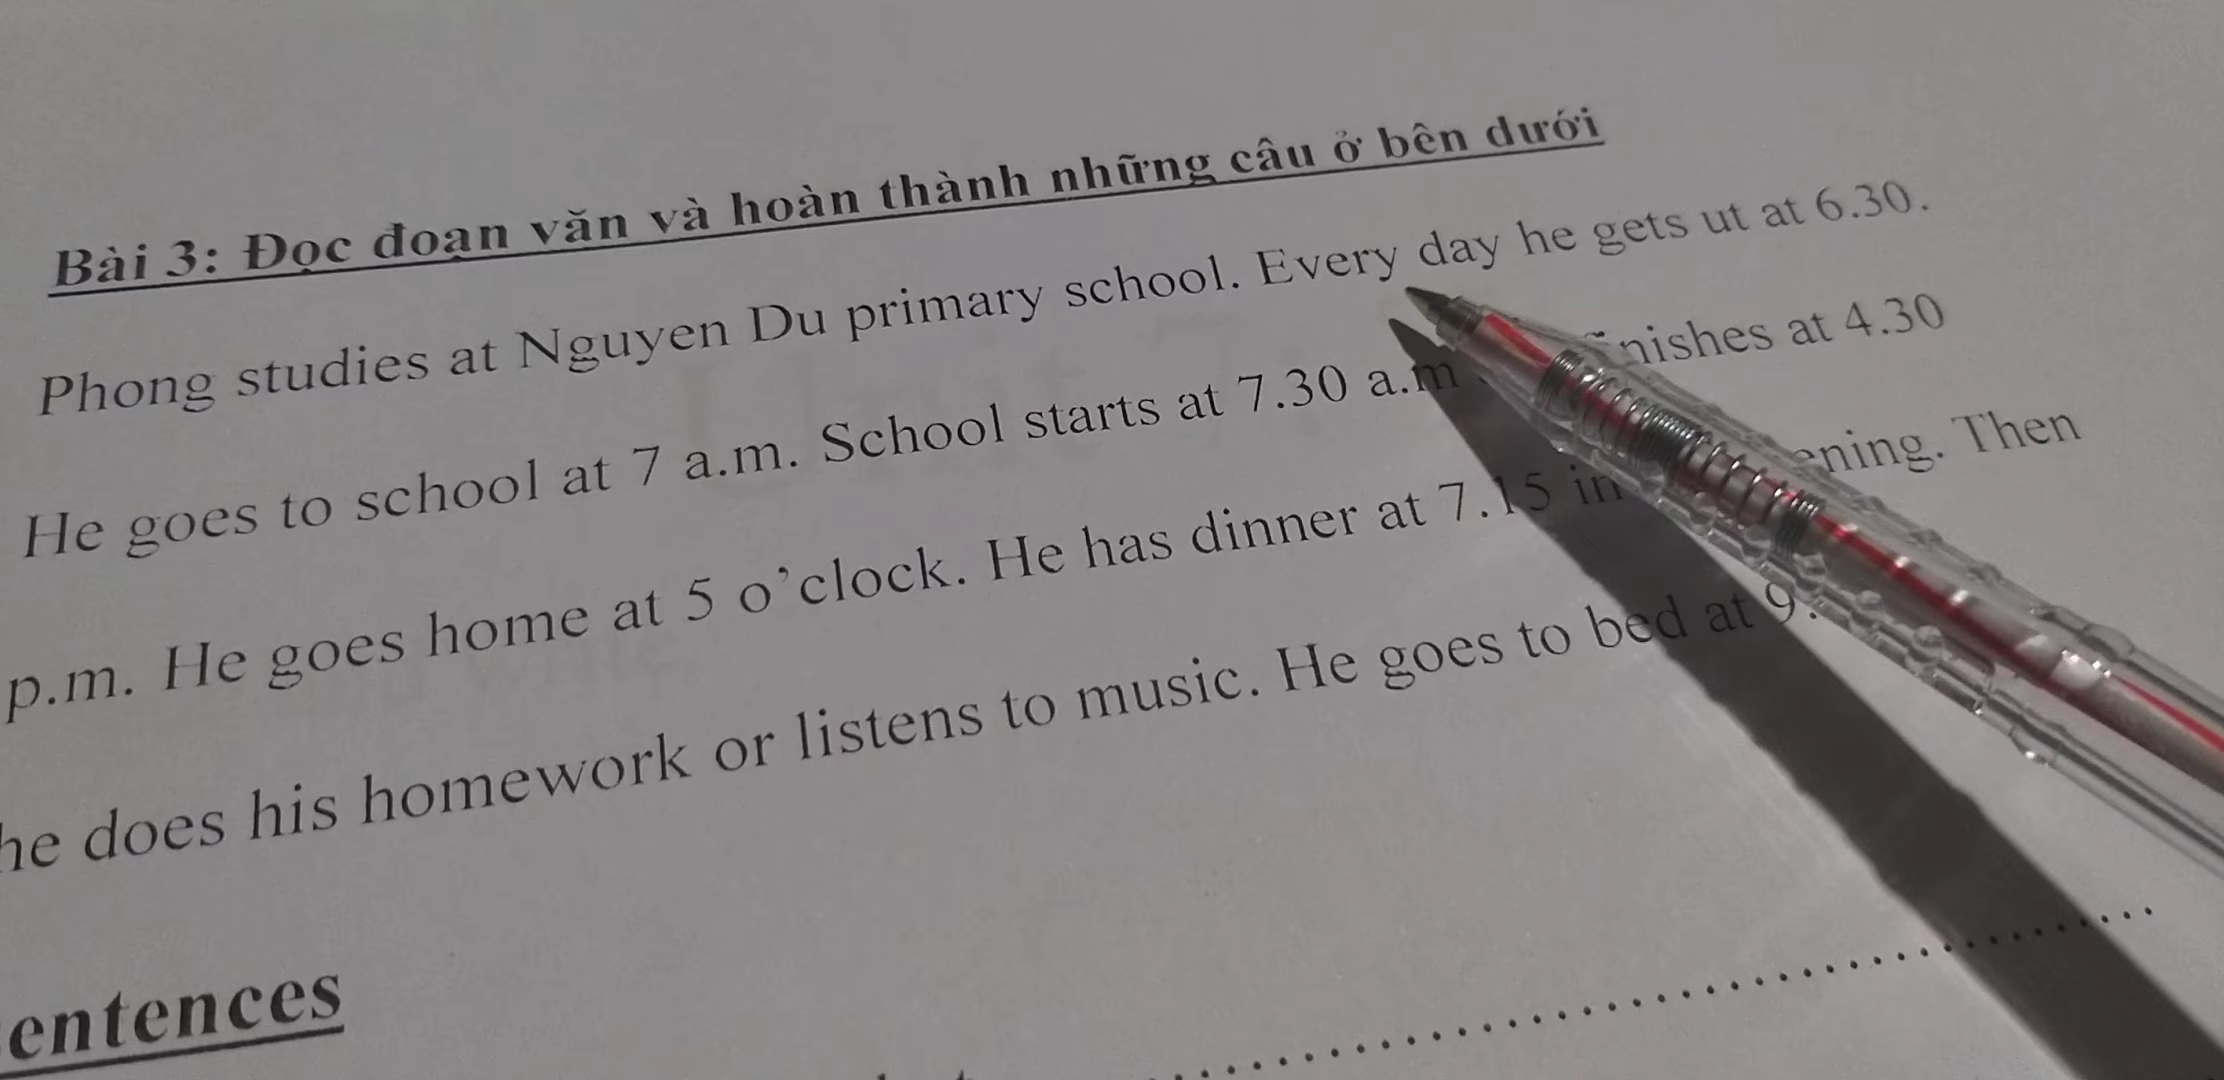 Bài 3: Đọc đoạn văn và hoàn thành những câu ở bên dưới
Phong studies at Nguyen Du primary school. Every day he gets ut at 6.30.
He goes to school at 7 a.m. School starts at 7.30 a.m nishes at 4.30
p.m. He goes home at 5 o’clock. He has dinner at 7.15 in ening. Then
he does his homework or listens to music. He goes to bed at 9.
entences